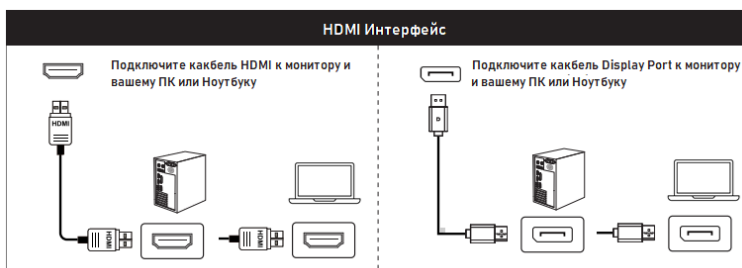 HDMI Интерфейс
Подключите какбель HDMI к монитору и
вашему ПК или Ноутбуку
Подключите какбель Display Port к монитору
и вашему ПК или Ноутбуку
HDMI
HDMI
HDMI
D